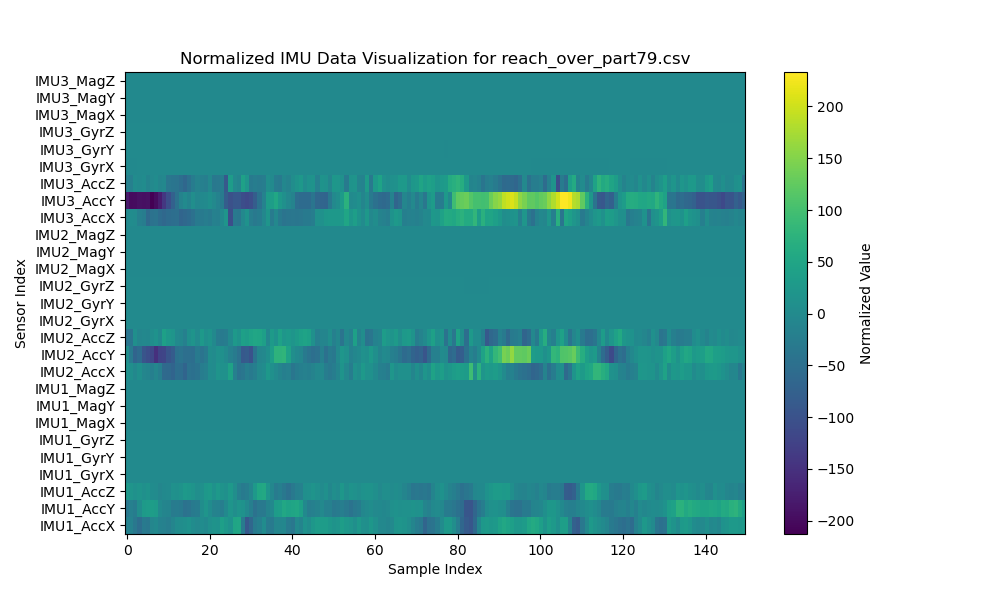 Normalized IMU Data Visualization for reach_over_part79.csv
IMU3_MagZ
IMU3_MagY
IMU3_MagX
IMU3_GyrZ
IMU3_GyrY
IMU3_GyrX
IMU3_AccZ
IMU3_AccY
IMU3_AccX
IMU2_MagZ
IMU2_MagY
IMU2_MagX
IMU2_GyrZ
IMU2_GyrY
IMU2_GyrX
IMU2_AccZ
IMU2_AccY
IMU2_AccX
IMU1_MagZ
IMU1_MagY
IMU1_MagX
IMU1_GyrZ
IMU1_GyrY
IMU1_GyrX
IMU1_AccZ
IMU1_AccY
IMU1_AccX
Sensor Index
0 20 40 60 80 100 120 140
Sample Index
200
150
100
50
0
−50
−100
−150
−200
Normalized Value